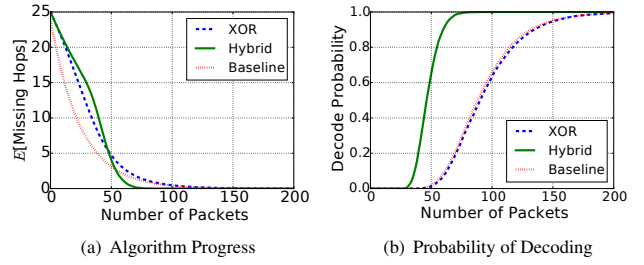 25
20
15
10
5
0
E[Missing Hops]
XOR
Hybrid
Baseline
0 50 100 150 200
Number of Packets
(a) Algorithm Progress
1.0
0.8
0.6
0.4
0.2
0.0
Decode Probability
XOR
Hybrid
Baseline
0 50 100 150 200
Number of Packets
(b) Probability of Decoding